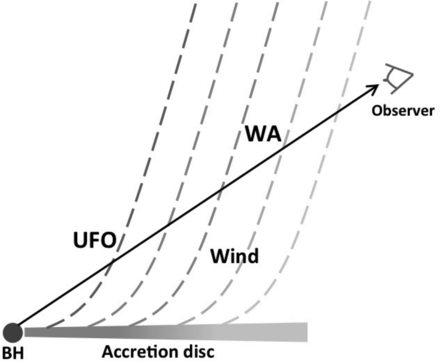 Observer
WA
UFO
Wind
BH
Accretion disc